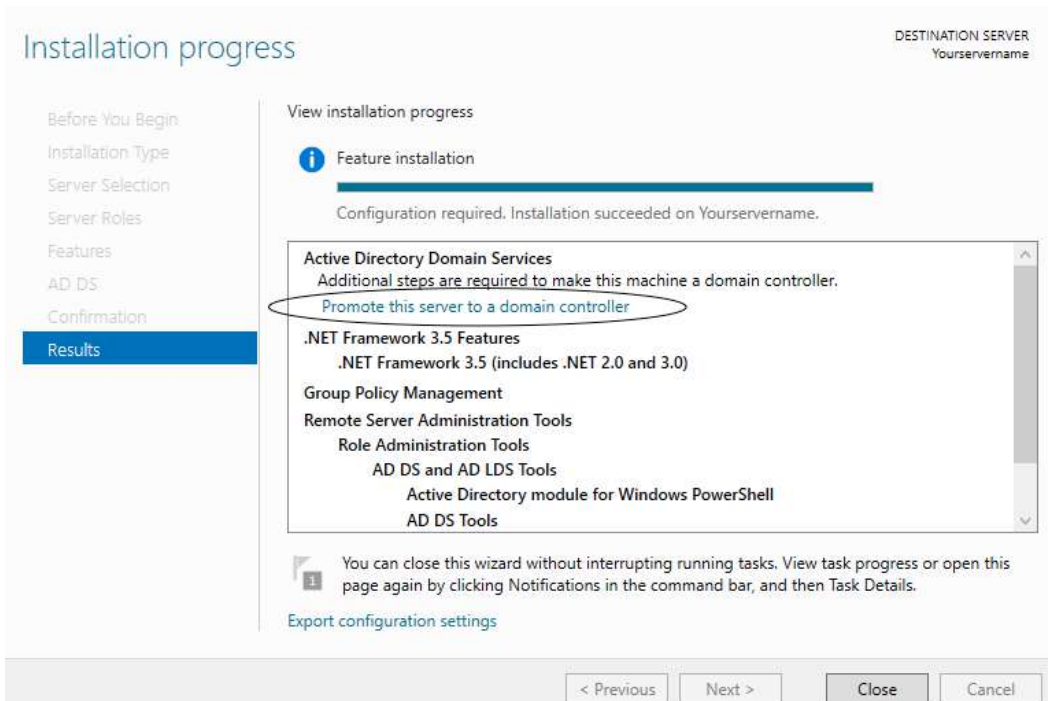 Installation progress
DESTINATION SERVER
Yourservername
Before You Begin
Installation Type
Server Selection
Server Roles
Features
AD DS
Confirmation
Results
View installation progress
Feature installation
Configuration required. Installation succeeded on Yourservername.
Active Directory Domain Services
Additional steps are required to make this machine a domain controller.
Promote this server to a domain controller
.NET Framework 3.5 Features
.NET Framework 3.5 (includes .NET 2.0 and 3.0)
Group Policy Management
Remote Server Administration Tools
Role Administration Tools
AD DS and AD LDS Tools
Active Directory module for Windows PowerShell
AD DS Tools
1
You can close this wizard without interrupting running tasks. View task progress or open this
page again by clicking Notifications in the command bar, and then Task Details.
Export configuration settings
< Previous
Next >
Close
Cancel